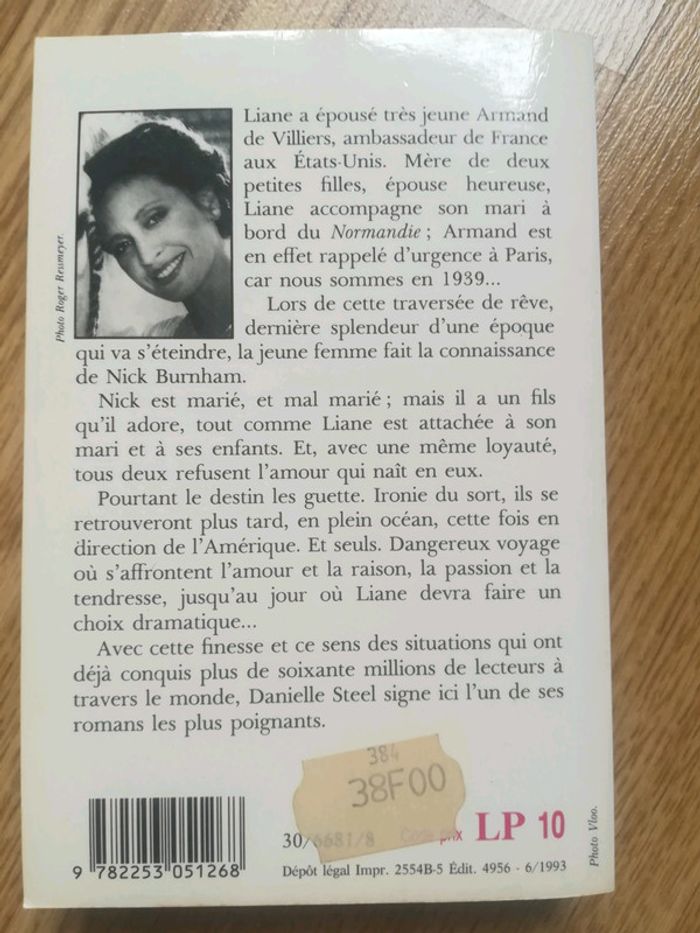 Liane a épousé très jeune Armand
de Villiers, ambassadeur de France
aux États-Unis. Mère de deux
petites filles, épouse heureuse,
Liane accompagne son mari à
bord du Normandie ; Armand est
en effet rappelé d'urgence à Paris,
car nous sommes en 1939...
Photo Roger Ressmeyer.
Lors de cette traversée de rêve,
dernière splendeur d'une époque
qui va s'éteindre, la jeune femme fait la connaissance
de Nick Burnham.
Nick est marié, et mal marié ; mais il a un fils
qu'il adore, tout comme Liane est attachée à son
mari et à ses enfants. Et, avec une même loyauté,
tous deux refusent l'amour qui naît en eux.
Pourtant le destin les guette. Ironie du sort, ils se
retrouveront plus tard, en plein océan, cette fois en
direction de l'Amérique. Et seuls. Dangereux voyage
où s'affrontent l'amour et la raison, la passion et la
tendresse, jusqu'au jour où Liane devra faire un
choix dramatique...
Avec cette finesse et ce sens des situations qui ont
déjà conquis plus de soixante millions de lecteurs à
travers le monde, Danielle Steel signe ici l'un de ses
romans les plus poignants.
384
38F00
30/6681/8 Code prix LP 10
9 782253 051268
Dépôt légal Impr. 2554B-5 Édit. 4956 - 6/1993
Photo Vloo.